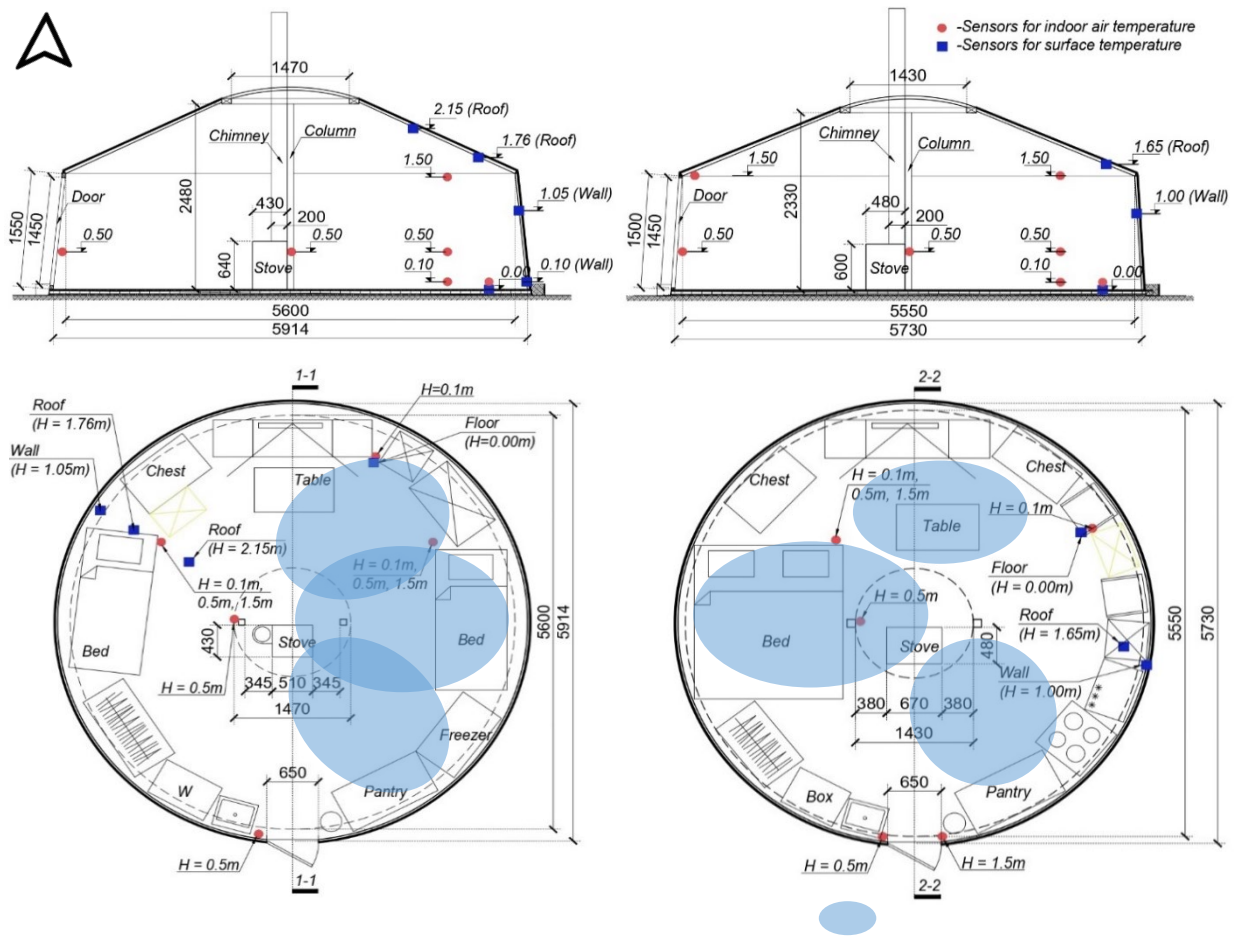 -Sensors for indoor air temperature
-Sensors for surface temperature
1470
2.15 (Roof)
Chimney
Column
1.76 (Roof)
1.50
1550
1450
Door
2480
1.05 (Wall)
430
200
0.50
0.50
0.50
640
Stove
0.10
0.00
0.10 (Wall)
5600
5914
1430
Chimney
Column
1.50
1.50
1.65 (Roof)
1500
1450
Door
2330
1.00 (Wall)
480
200
0.50
0.50
0.50
600
Stove
0.10
0.00
5550
5730
1-1
H=0.1m
Roof
(H = 1.76m)
Floor
(H=0.00m)
Wall
(H = 1.05m)
Chest
Table
Roof
(H = 2.15m)
H = 0.1m,
0.5m, 1.5m
H = 0.1m,
0.5m, 1.5m
430
Stove
Bed
Bed
H = 0.5m
345
510
345
1470
5600
5914
Freezer
650
W
Pantry
H = 0.5m
1-1
2-2
Chest
H = 0.1m,
0.5m, 1.5m
Chest
H = 0.1m
Table
Floor
(H = 0.00m)
H = 0.5m
Roof
(H = 1.65m)
Bed
Stove
480
Wall
(H = 1.00m)
380
670
380
1430
5550
5730
650
Box
Pantry
H = 0.5m
H = 1.5m
2-2